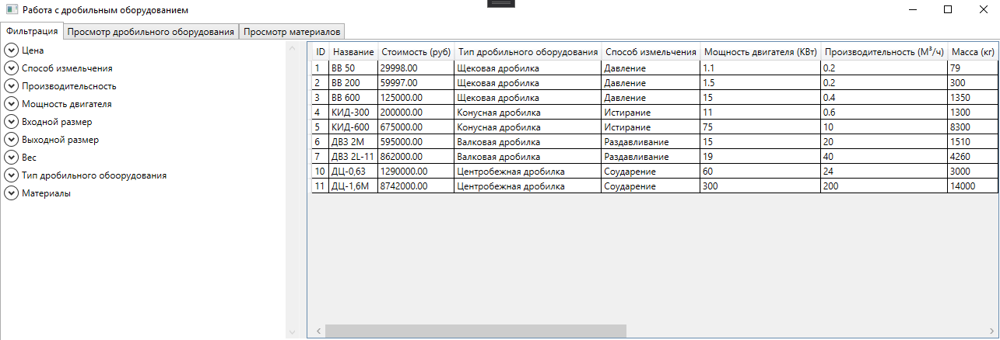 Работа с дробильным оборудованием
Фильтрация Просмотр дробильного оборудования Просмотр материалов
Цена
Способ измельчения
Производительсность
Мощность двигателя
Входной размер
Выходной размер
Вес
Тип дробильного обоорудования
Материалы
ID Название Стоимость (руб) Тип дробильного оборудования Способ измельчения Мощность двигателя (КВт) Производительность (М³/ч) Масса (кг)
1 BB 50 29998.00 Щековая дробилка Давление 1.1 0.2 79
2 BB 200 59997.00 Щековая дробилка Давление 1.5 0.2 300
3 BB 600 125000.00 Щековая дробилка Давление 15 0.4 1350
4 КИД-300 200000.00 Конусная дробилка Истирание 11 0.6 1300
5 КИД-600 675000.00 Конусная дробилка Истирание 75 10 8300
6 ДВЗ 2М 595000.00 Валковая дробилка Раздавливание 15 20 1510
7 ДВЗ 2L-11 862000.00 Валковая дробилка Раздавливание 19 40 4260
10 ДЦ-0,63 1290000.00 Центробежная дробилка Соударение 60 24 3000
11 ДЦ-1,6М 8742000.00 Центробежная дробилка Соударение 300 200 14000